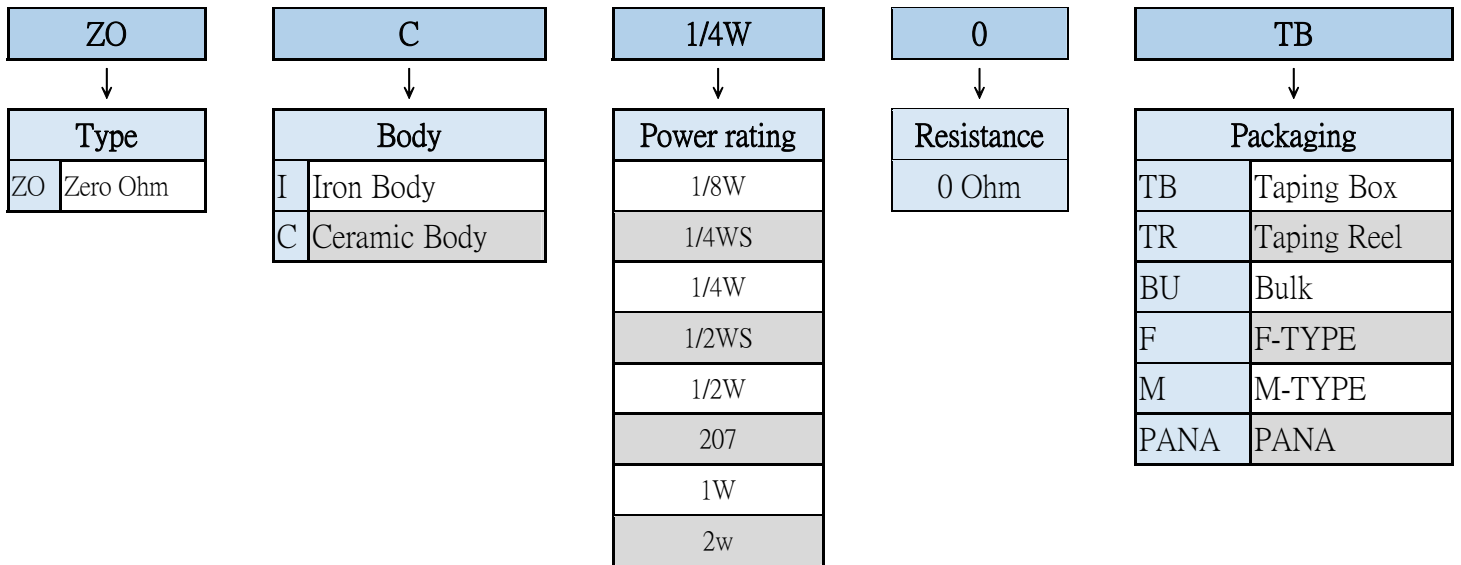 ZO C 1/4W 0 TB
Type Body Power rating Resistance Packaging
ZO Zero Ohm I Iron Body 1/8W 0 Ohm TB Taping Box
C Ceramic Body 1/4WS TR Taping Reel
1/4W BU Bulk
1/2WS F F-TYPE
1/2W M M-TYPE
207 PANA PANA
1W
2w